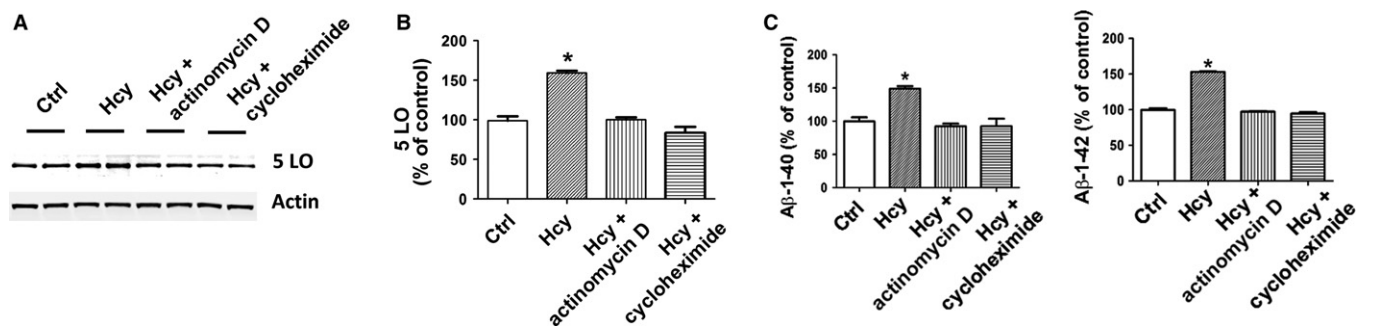 A
Ctrl
Hcy
Hcy +
actinomycin D
Hcy +
cycloheximide
5 LO
Actin
B
5 LO
(% of control)
200
150
100
50
0
*
Ctrl
Hcy
Hcy +
actinomycin D
Hcy +
cycloheximide
C
Aβ-1-40 (% of control)
200
150
100
50
0
*
Ctrl
Hcy
Hcy +
actinomycin D
Hcy +
cycloheximide
Aβ-1-42 (% of control)
200
150
100
50
0
*
Ctrl
Hcy
Hcy +
actinomycin D
Hcy +
cycloheximide